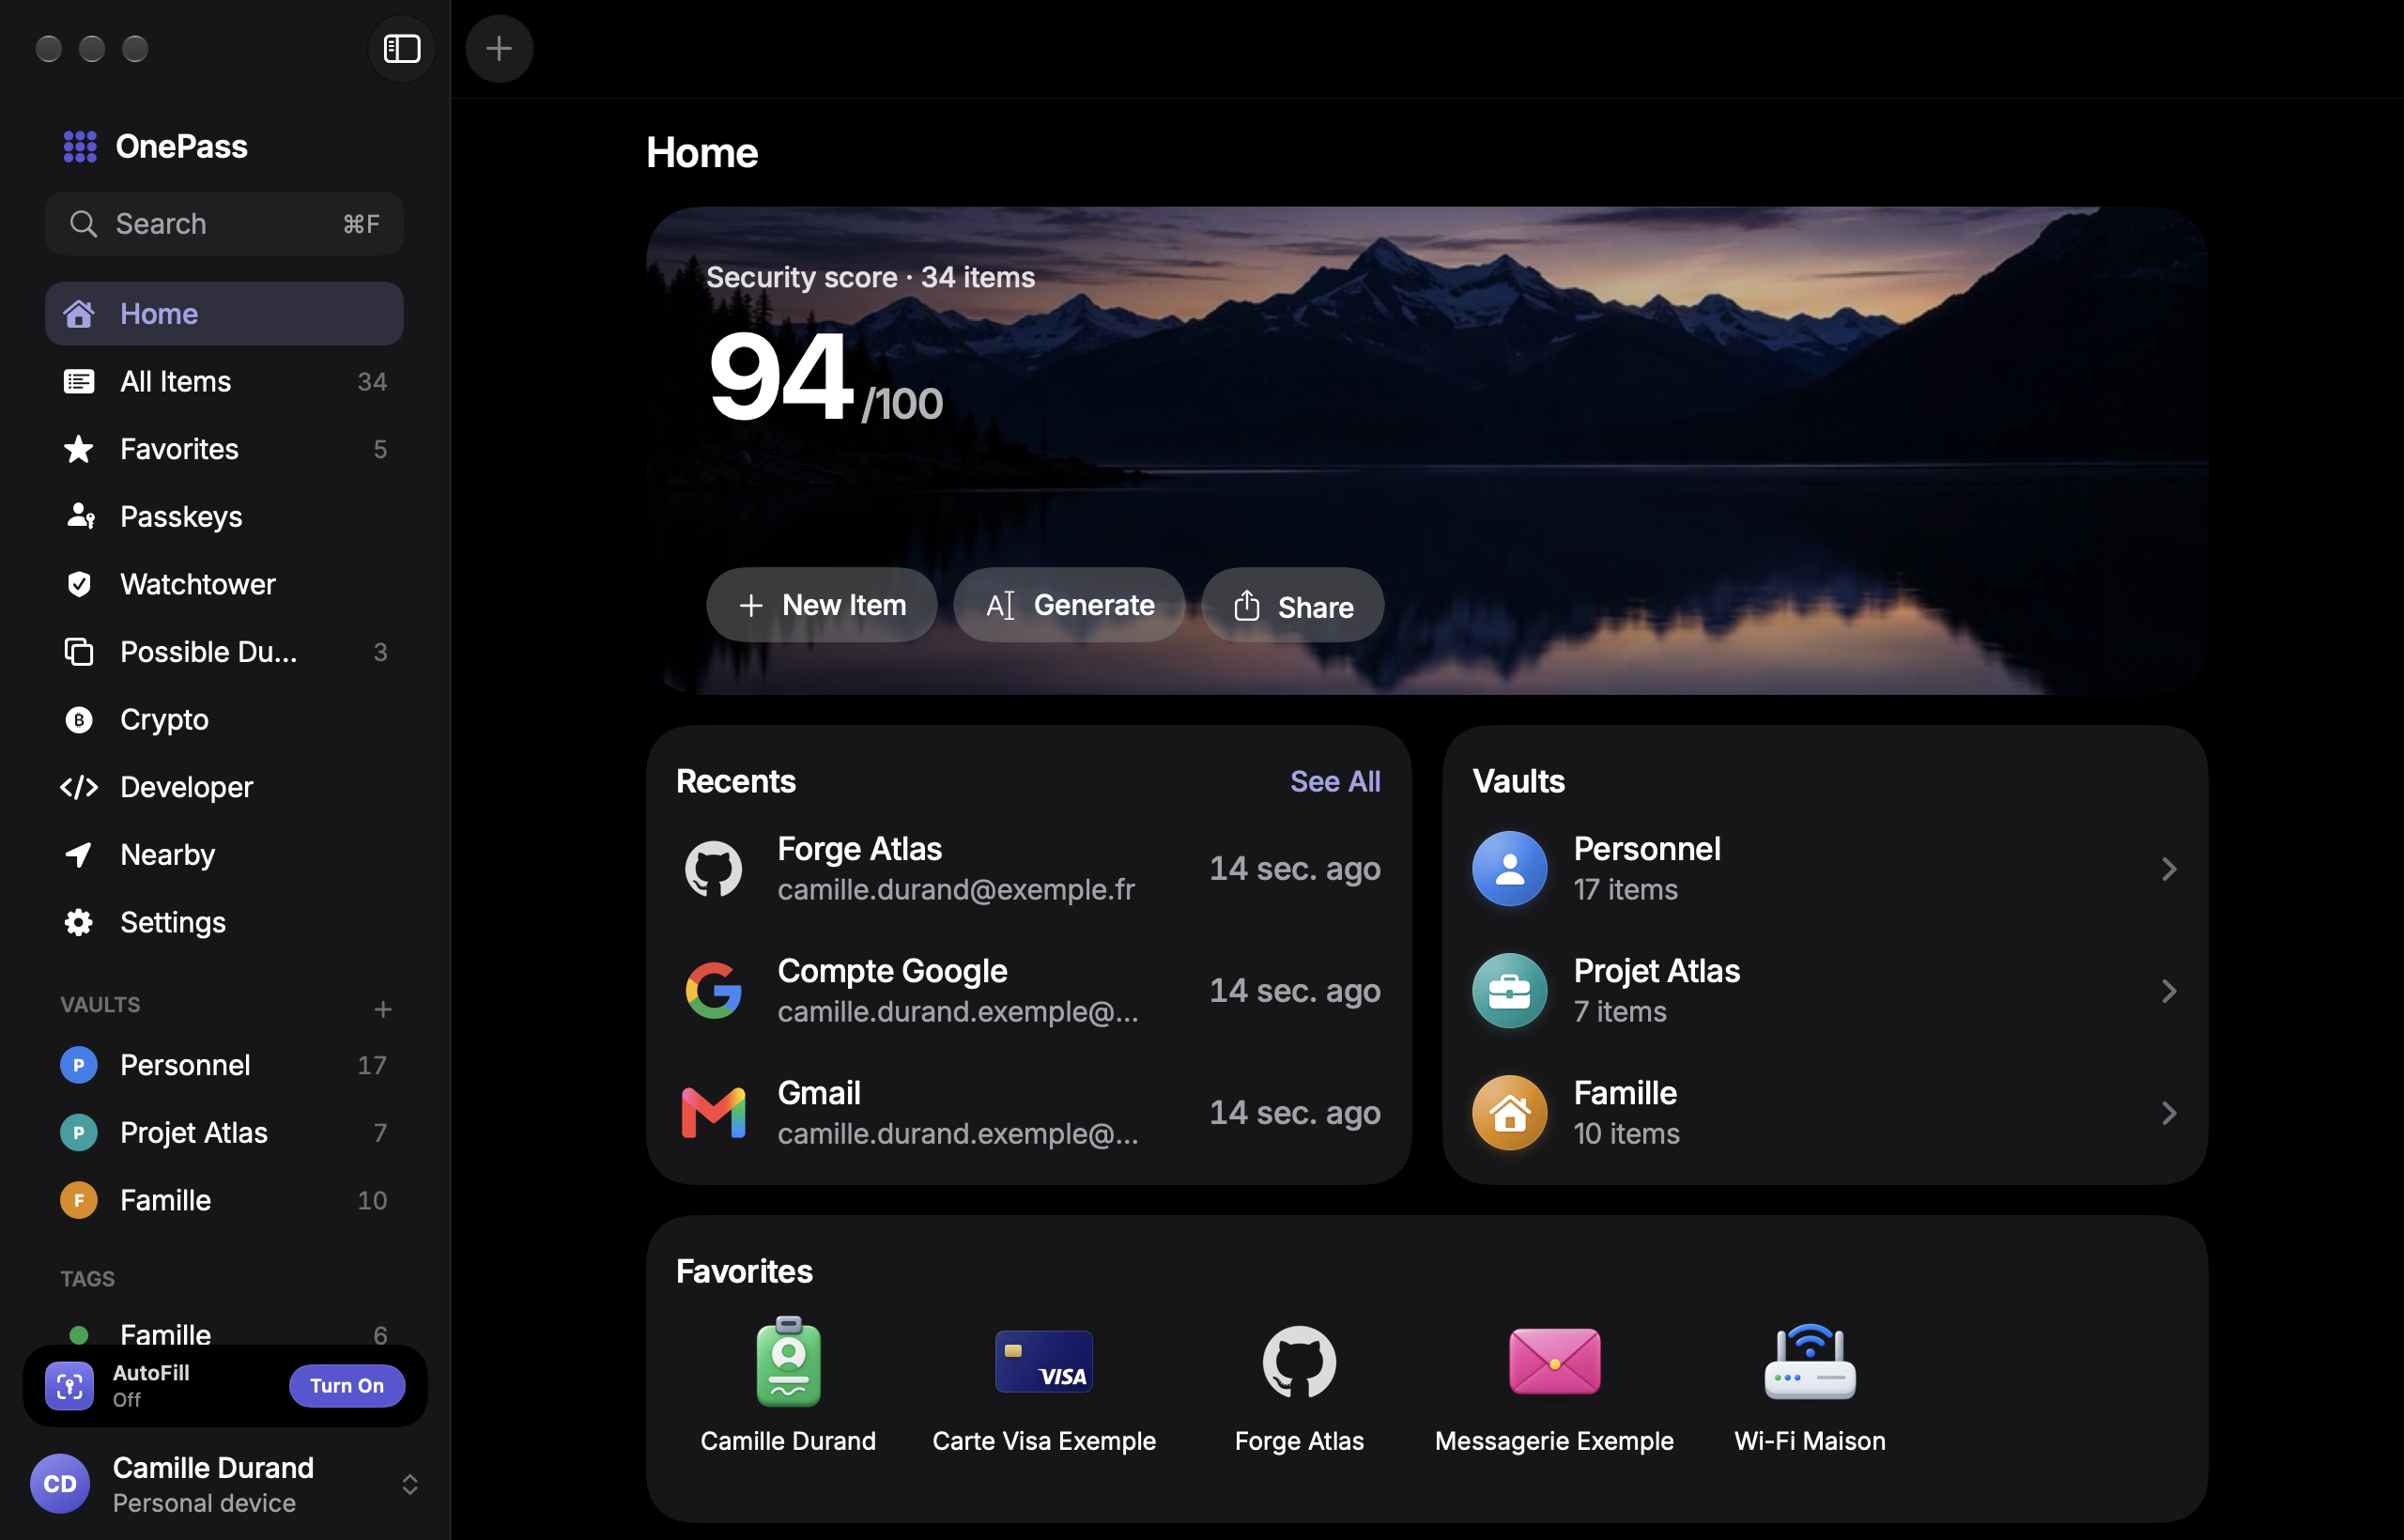 OnePass
Search
⌘F
Home
All Items
34
Favorites
5
Passkeys
Watchtower
Possible Du...
3
Crypto
Developer
Nearby
Settings
VAULTS
P
Personnel
17
P
Projet Atlas
7
F
Famille
10
TAGS
Famille
6
AutoFill
Off
Turn On
CD
Camille Durand
Personal device
Home
Security score · 34 items
94 /100
New Item
Generate
Share
Recents
See All
Forge Atlas
camille.durand@exemple.fr
14 sec. ago
Compte Google
camille.durand.exemple@...
14 sec. ago
Gmail
camille.durand.exemple@...
14 sec. ago
Vaults
Personnel
17 items
Projet Atlas
7 items
Famille
10 items
Favorites
VISA
Camille Durand
Carte Visa Exemple
Forge Atlas
Messagerie Exemple
Wi-Fi Maison